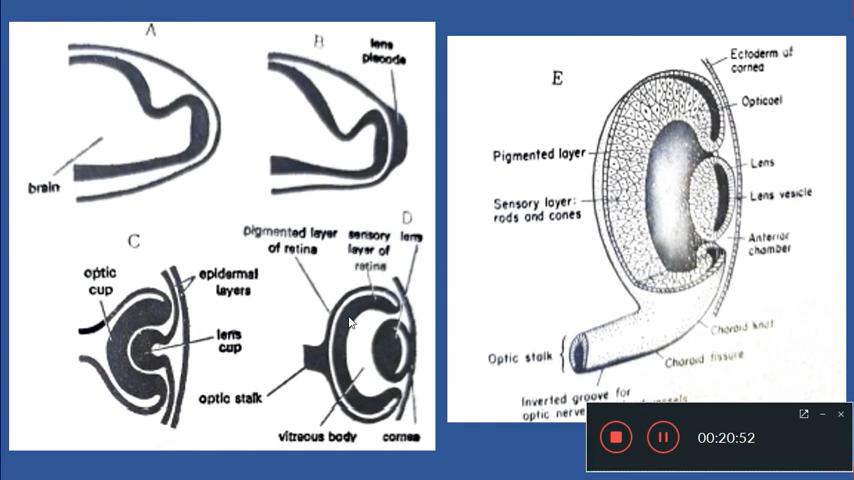 A
B
lens
placode
brain
C
optic
cup
epidermal
layers
lens
cup
D
pigmented layer
of retina
sensory
layer of
retina
lens
optic stalk
vitreous body
cornea
E
Ectoderm of
cornea
Opticoel
Pigmented layer
Lens
Sensory layer:
rods and cones
Lens vesicle
Anterior
chamber
Choroid knot
Optic stalk
Choroid fissure
Inverted groove for
optic nerve
00:20:52